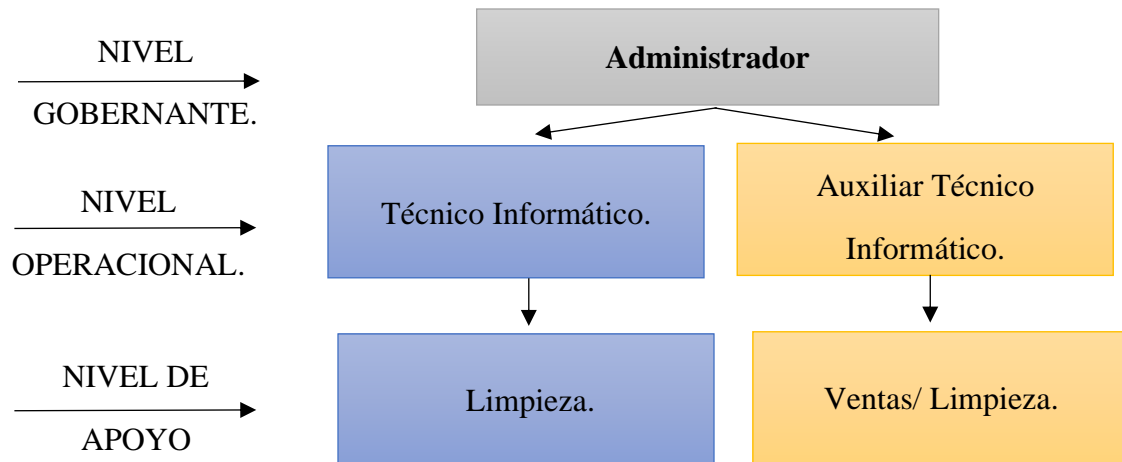 NIVEL
GOBERNANTE.
Administrador
NIVEL
OPERACIONAL.
Técnico Informático.
Auxiliar Técnico
Informático.
NIVEL DE
APOYO
Limpieza.
Ventas/ Limpieza.